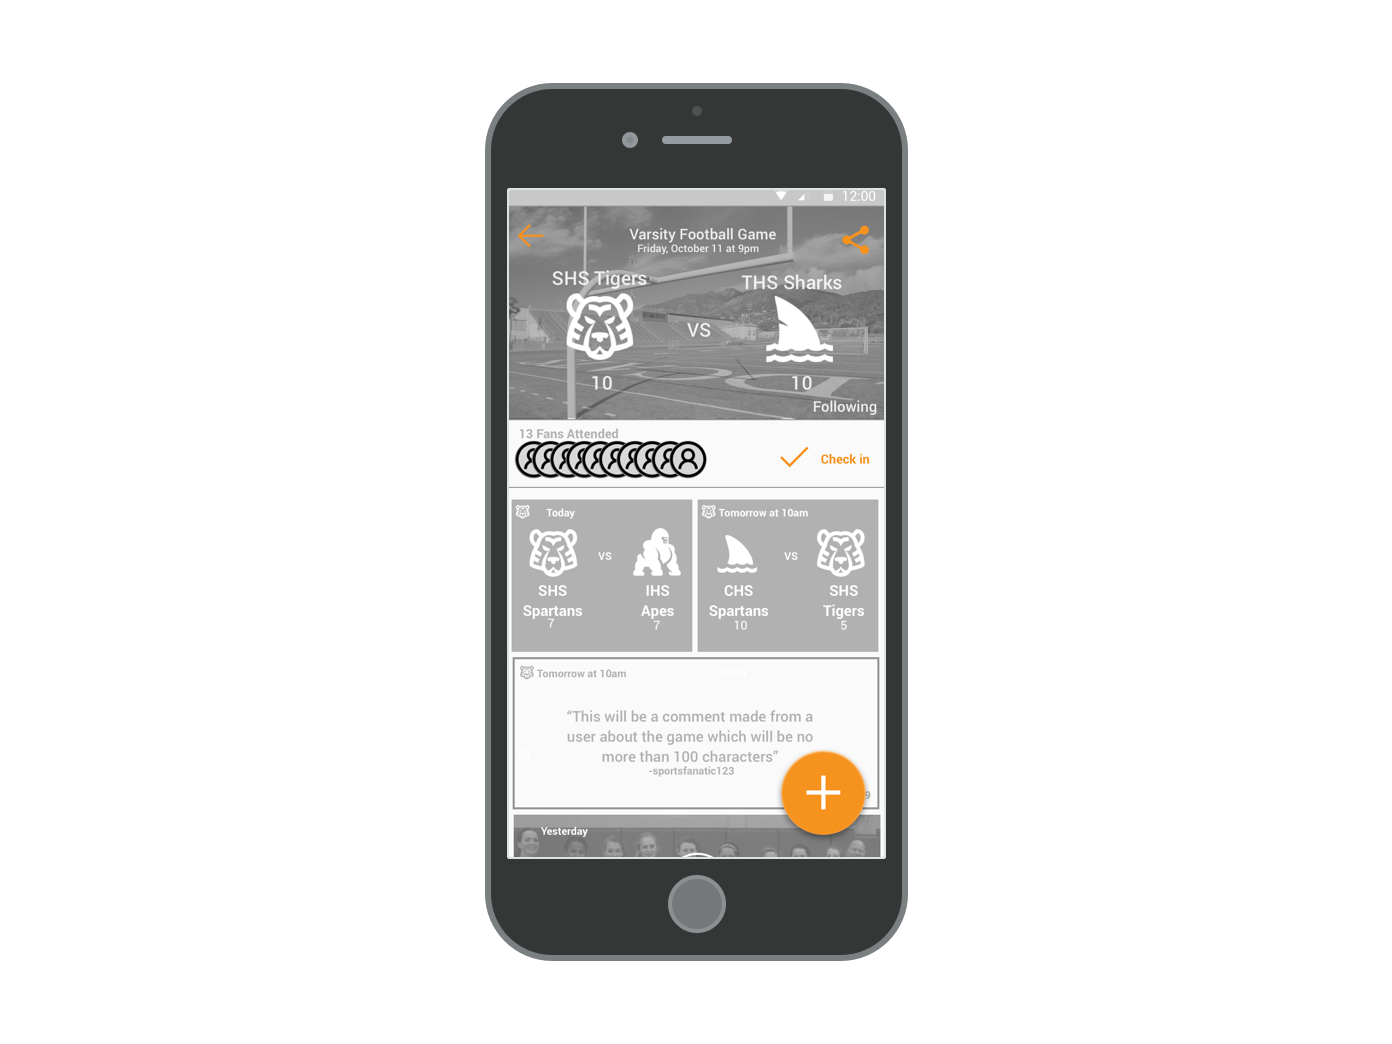 12:00
Varsity Football Game
Friday, October 11 at 9pm
SHS Tigers
THS Sharks
VS
10
10
Following
13 Fans Attended
Check in
Today
Tomorrow at 10am
VS
VS
SHS
Spartans
7
IHS
Apes
7
CHS
Spartans
10
SHS
Tigers
5
Tomorrow at 10am
“This will be a comment made from a
user about the game which will be no
more than 100 characters”
-sportsfanatic123
9
Yesterday